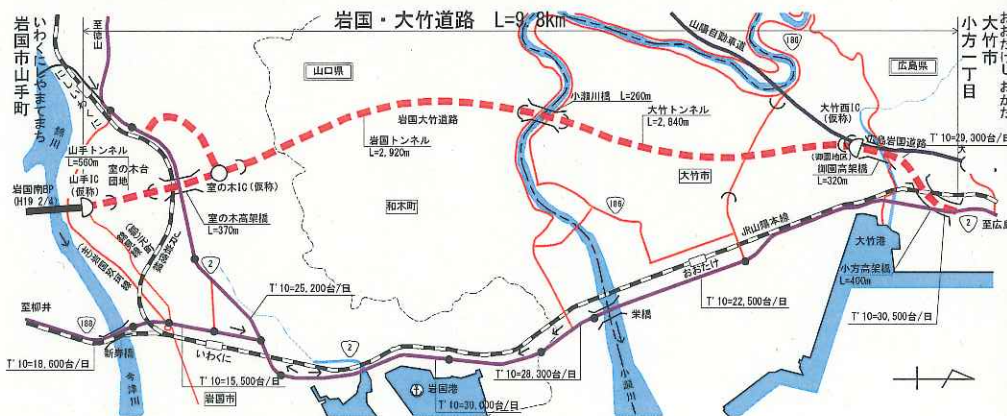 岩国・大竹道路 L=9.8km
いわくにしやまてまち
岩国市山手町
至徳山
山口県
山陽自動車道
186
広島県
大竹市
小方一丁目
小瀬川橋 L=260m
大竹トンネル
L=2,840m
大竹西IC
(仮称)
T'10=29,300台/日
広島岩国道路
(御園地区)
御園高架橋
L=320m
錦川
山手トンネル
L=560m
山手IC
(仮称)
室の木台
団地
岩国大竹道路
岩国トンネル
L=2,920m
室の木IC(仮称)
岩国南BP
(H19 2/4)
室の木高架橋
L=370m
和木町
大竹市
186
JR山陽本線
2
至広島
大竹港
小方高架橋
L=400m
おおたけ
2
T'10=25,200台/日
T'10=22,500台/日
T'10=30,500台/日
至柳井
188
新寿橋
いわくに
2
栄橋
T'10=18,600台/日
今津川
T'10=15,500台/日
岩国港
T'10=28,300台/日
小瀬川
岩国市
T'10=30,000台/日